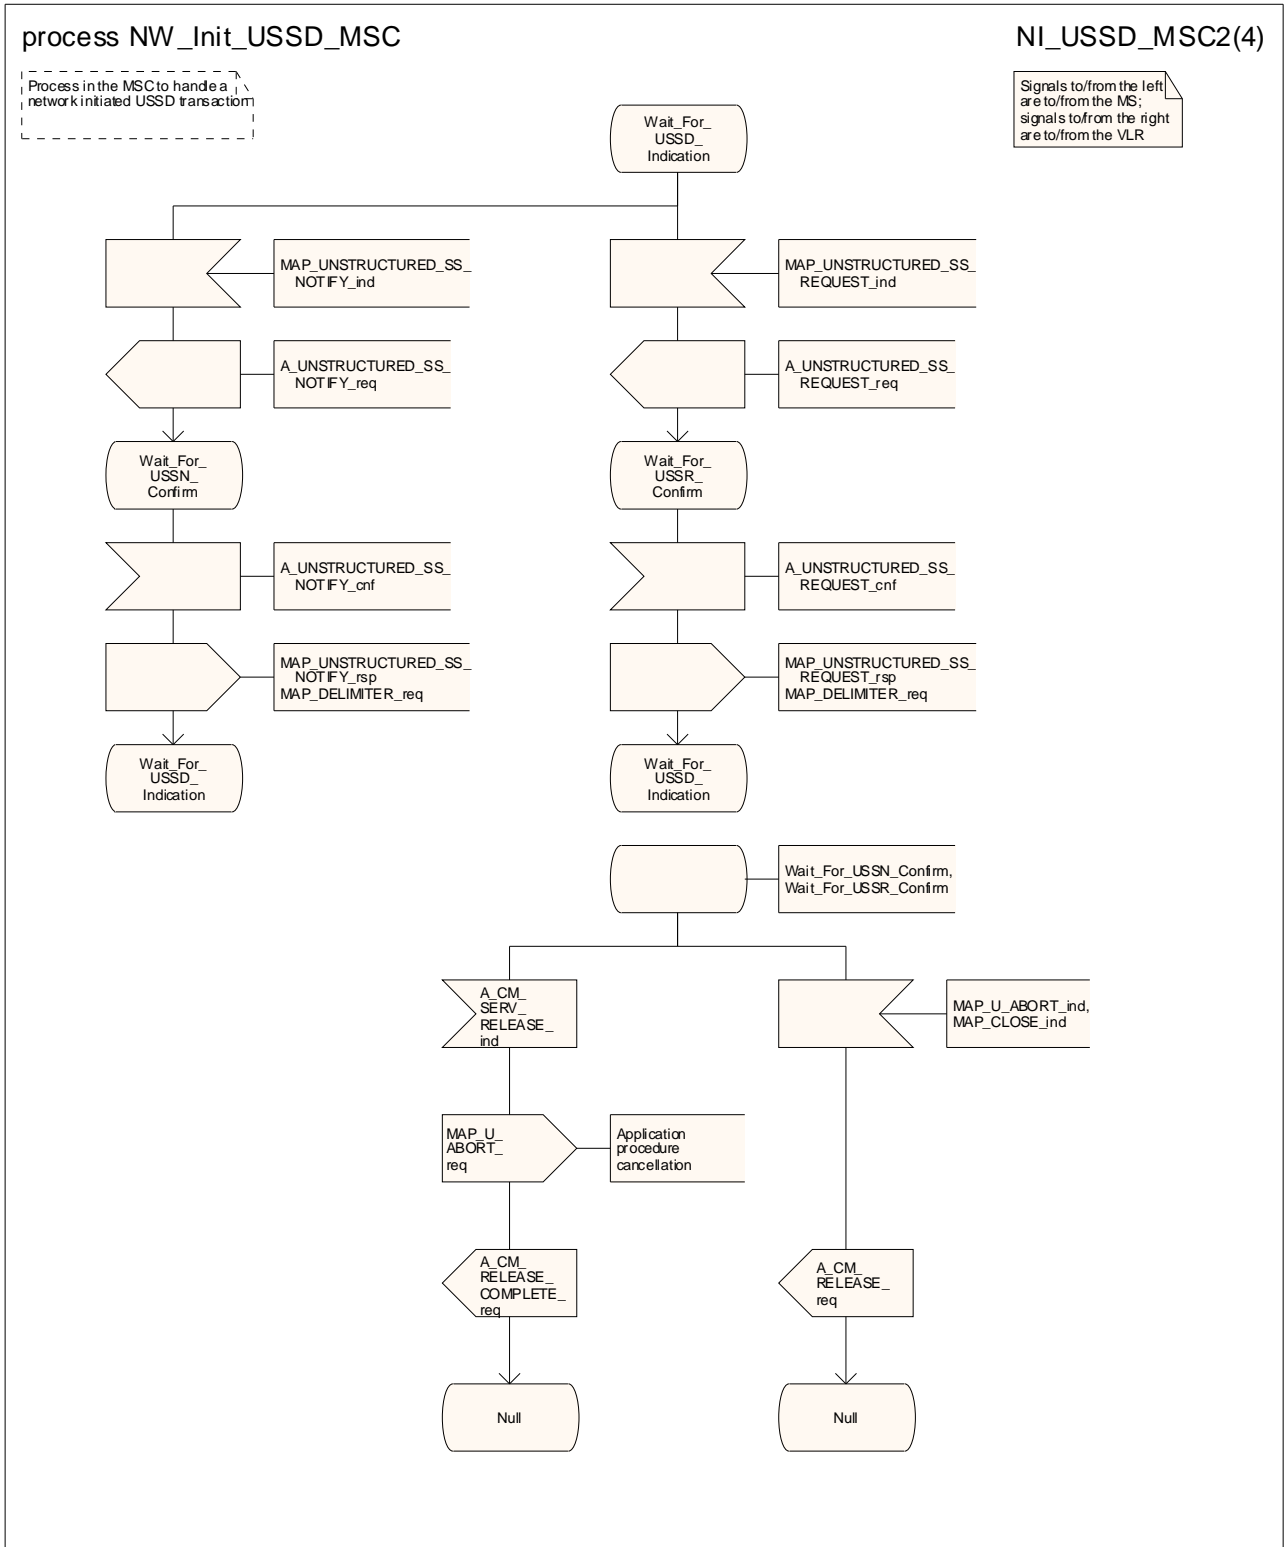 process NW_Init_USSD_MSC
NI_USSD_MSC2(4)
Process in the MSC to handle a
network initiated USSD transaction
Signals to/from the left
are to/from the MS;
signals to/from the right
are to/from the VLR
Wait_For_
USSD_
Indication
MAP_UNSTRUCTURED_SS_
NOTIFY_ind
MAP_UNSTRUCTURED_SS_
REQUEST_ind
A_UNSTRUCTURED_SS_
NOTIFY_req
A_UNSTRUCTURED_SS_
REQUEST_req
Wait_For_
USSN_
Confirm
Wait_For_
USSR_
Confirm
A_UNSTRUCTURED_SS_
NOTIFY_cnf
A_UNSTRUCTURED_SS_
REQUEST_cnf
MAP_UNSTRUCTURED_SS_
NOTIFY_rsp
MAP_DELIMITER_req
MAP_UNSTRUCTURED_SS_
REQUEST_rsp
MAP_DELIMITER_req
Wait_For_
USSD_
Indication
Wait_For_
USSD_
Indication
Wait_For_USSN_Confirm,
Wait_For_USSR_Confirm
A_CM_
SERV_
RELEASE_
ind
MAP_U_ABORT_ind,
MAP_CLOSE_ind
MAP_U_
ABORT_
req
Application
procedure
cancellation
A_CM_
RELEASE_
COMPLETE_
req
A_CM_
RELEASE_
req
Null
Null